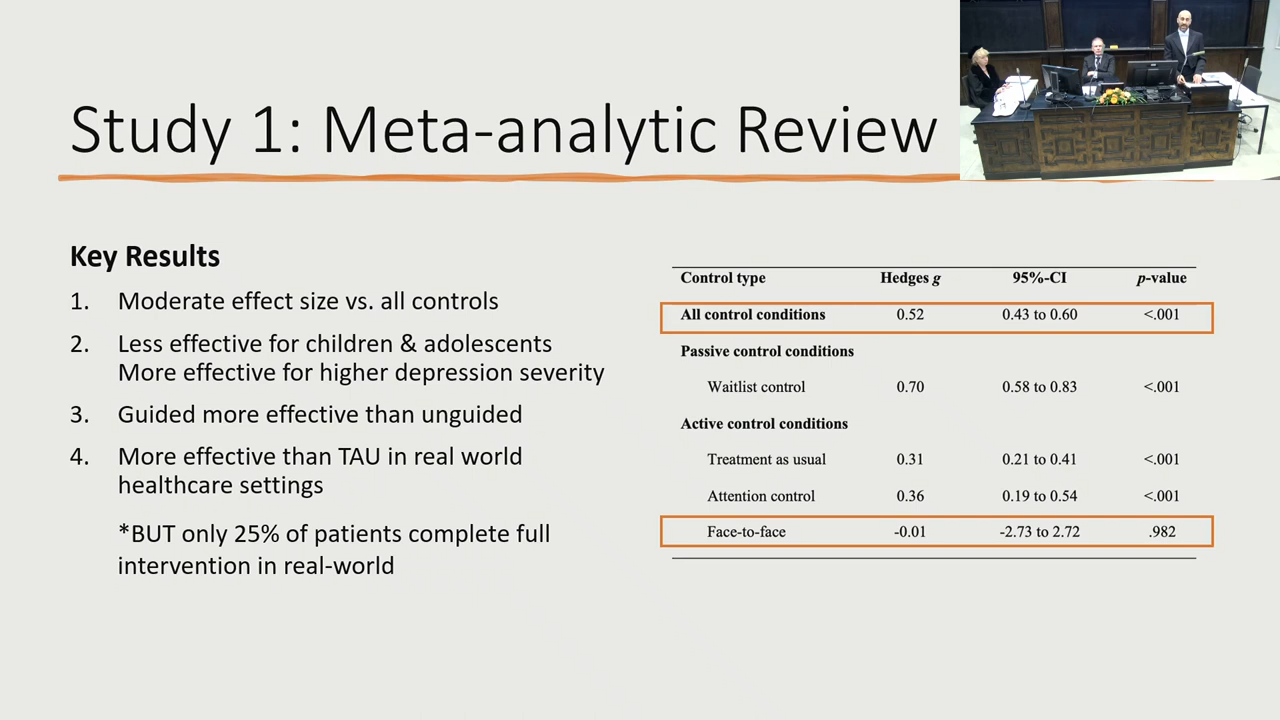 Study 1: Meta-analytic Review
Key Results
1. Moderate effect size vs. all controls
2. Less effective for children & adolescents
More effective for higher depression severity
3. Guided more effective than unguided
4. More effective than TAU in real world
healthcare settings
*BUT only 25% of patients complete full
intervention in real-world
Control type Hedges g 95%-CI p-value
All control conditions 0.52 0.43 to 0.60 <.001
Passive control conditions
Waitlist control 0.70 0.58 to 0.83 <.001
Active control conditions
Treatment as usual 0.31 0.21 to 0.41 <.001
Attention control 0.36 0.19 to 0.54 <.001
Face-to-face -0.01 -2.73 to 2.72 .982